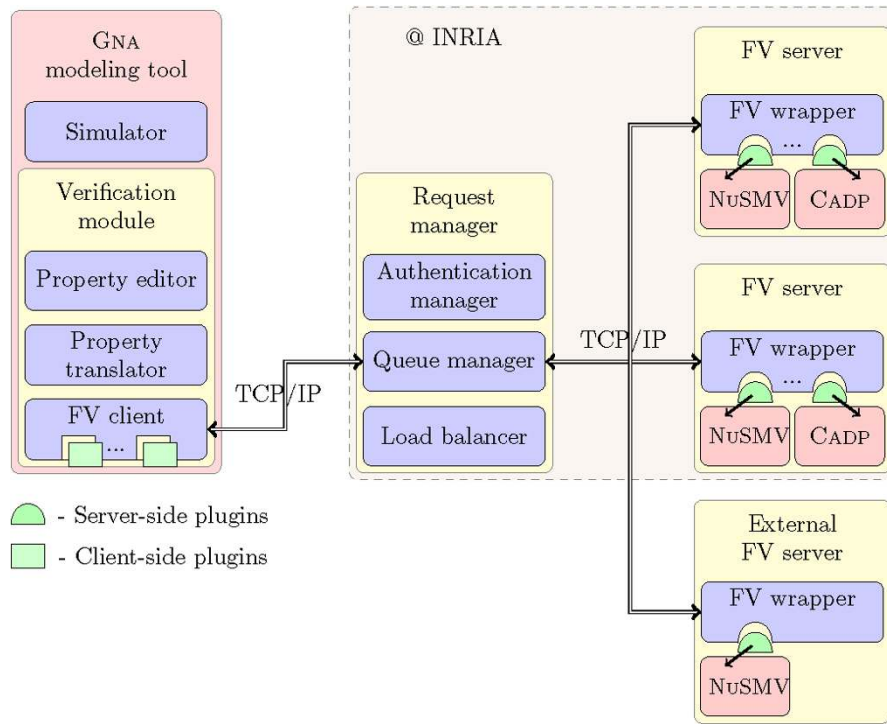 GNA
modeling tool
Simulator
Verification
module
Property editor
Property
translator
FV client
...
TCP/IP
- Server-side plugins
- Client-side plugins
@ INRIA
Request
manager
Authentication
manager
Queue manager
Load balancer
TCP/IP
FV server
FV wrapper
...
NUSMV
CADP
FV server
FV wrapper
...
NUSMV
CADP
External
FV server
FV wrapper
NUSMV